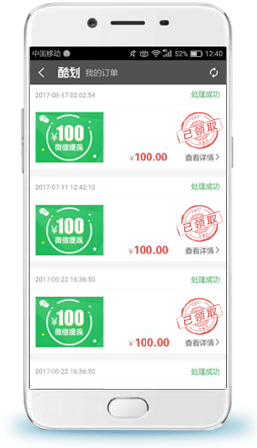 中国移动 52% 12:40
酷划 我的订单
2017-08-17 02:02:54 处理成功
¥100
微信提现
已领取
¥100.00 查看详情
2017-07-11 12:42:10 处理成功
¥100
微信提现
已领取
¥100.00 查看详情
2017-06-22 16:36:50 处理成功
¥100
微信提现
已领取
¥100.00 查看详情
2017-06-22 16:36:50 处理成功